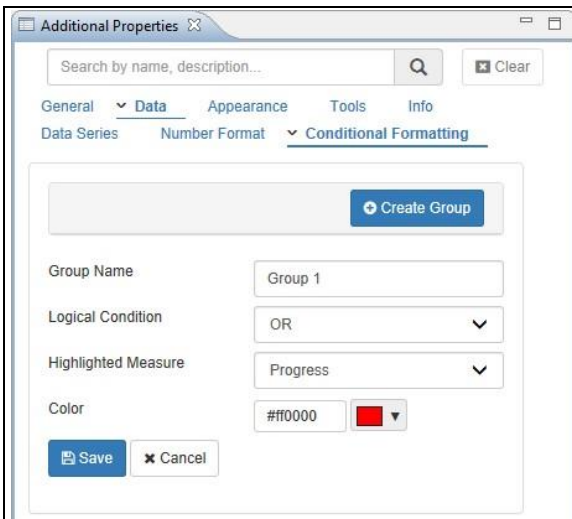 Additional Properties
Search by name, description...
Clear
General Data Appearance Tools Info
Data Series Number Format Conditional Formatting
Create Group
Group Name Group 1
Logical Condition OR
Highlighted Measure Progress
Color #ff0000
Save Cancel